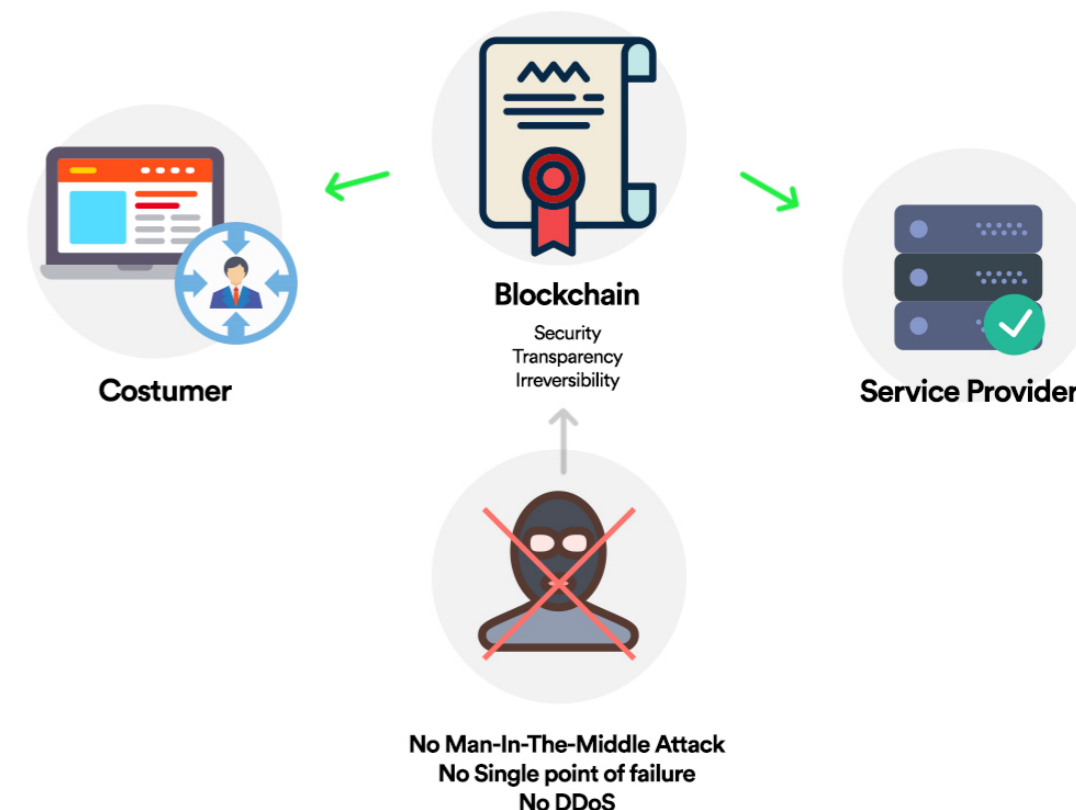 Blockchain
Security
Transparency
Irreversibility
Costumer
Service Provider
No Man-In-The-Middle Attack
No Single point of failure
No DDoS